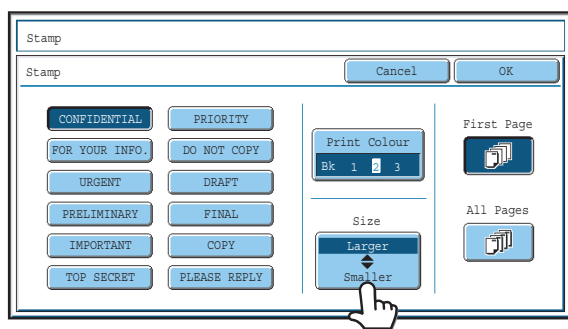 Stamp
Stamp
Cancel
OK
CONFIDENTIAL
PRIORITY
FOR YOUR INFO.
DO NOT COPY
URGENT
DRAFT
PRELIMINARY
FINAL
IMPORTANT
COPY
TOP SECRET
PLEASE REPLY
Print Colour
Bk 1 2 3
Size
Larger
Smaller
First Page
All Pages